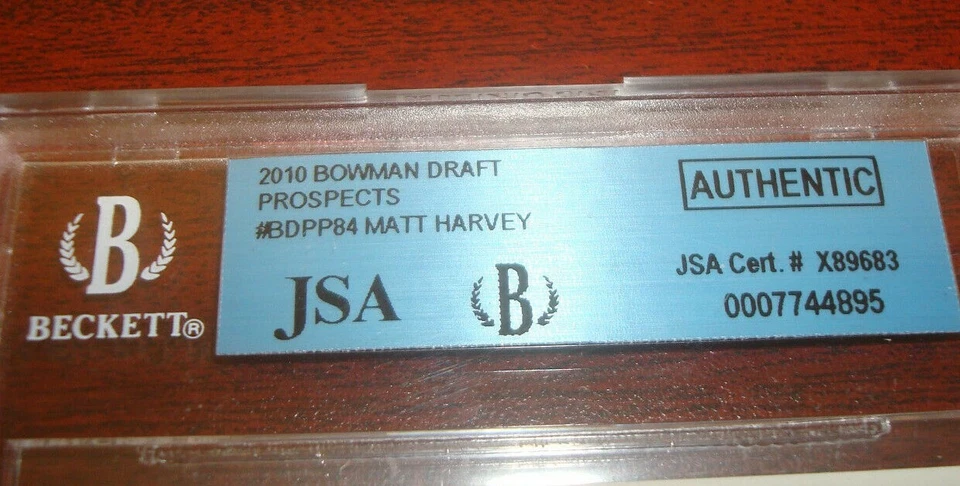 2010 BOWMAN DRAFT
PROSPECTS
#BDPP84 MATT HARVEY
AUTHENTIC
JSA Cert. # X89683
0007744895
JSA
B
B
BECKETT®